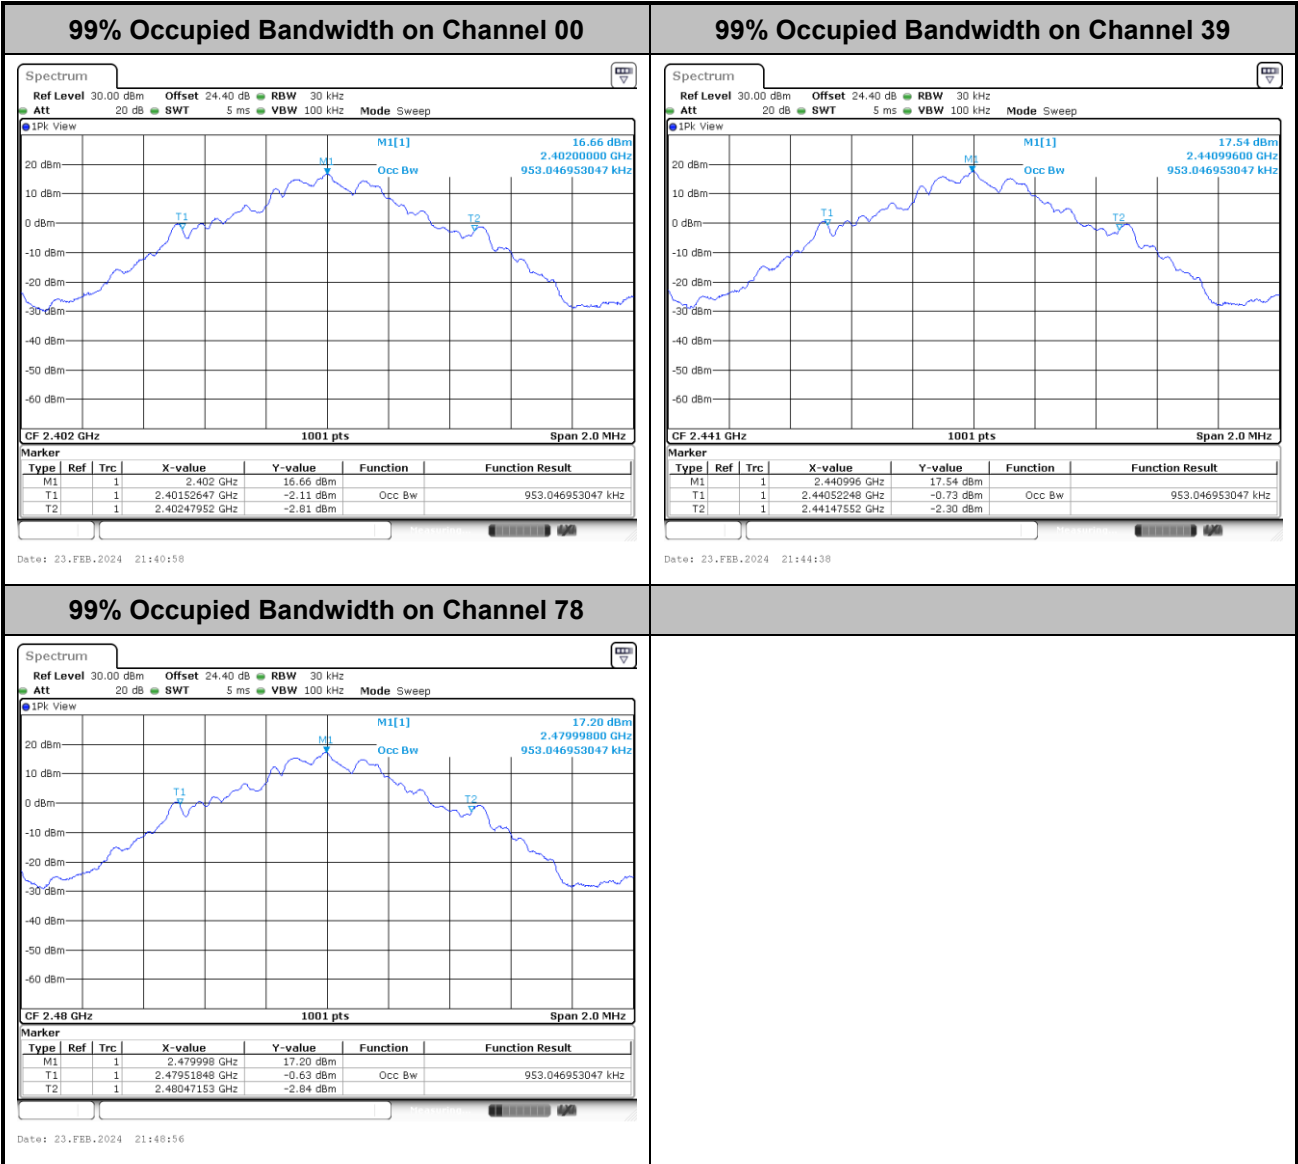 99% Occupied Bandwidth on Channel 00
Spectrum
Ref Level 30.00 dBm Offset 24.40 dB RBW 30 kHz
Att 20 dB SWT 5 ms VBW 100 kHz Mode Sweep
1Pk View
M1[1] 16.66 dBm
2.40200000 GHz
Occ Bw 953.046953047 kHz
M1
T1
T2
20 dBm
10 dBm
0 dBm
-10 dBm
-20 dBm
-30 dBm
-40 dBm
-50 dBm
-60 dBm
CF 2.402 GHz 1001 pts Span 2.0 MHz
Marker
Type Ref Trc X-value Y-value Function Function Result
M1 1 2.402 GHz 16.66 dBm
T1 1 2.40152647 GHz -2.11 dBm Occ Bw 953.046953047 kHz
T2 1 2.40247952 GHz -2.81 dBm
Date: 23.FEB.2024 21:40:58
99% Occupied Bandwidth on Channel 39
Spectrum
Ref Level 30.00 dBm Offset 24.40 dB RBW 30 kHz
Att 20 dB SWT 5 ms VBW 100 kHz Mode Sweep
1Pk View
M1[1] 17.54 dBm
2.44099600 GHz
Occ Bw 953.046953047 kHz
M1
T1
T2
20 dBm
10 dBm
0 dBm
-10 dBm
-20 dBm
-30 dBm
-40 dBm
-50 dBm
-60 dBm
CF 2.441 GHz 1001 pts Span 2.0 MHz
Marker
Type Ref Trc X-value Y-value Function Function Result
M1 1 2.440996 GHz 17.54 dBm
T1 1 2.44052248 GHz -0.73 dBm Occ Bw 953.046953047 kHz
T2 1 2.44147552 GHz -2.30 dBm
Date: 23.FEB.2024 21:44:38
99% Occupied Bandwidth on Channel 78
Spectrum
Ref Level 30.00 dBm Offset 24.40 dB RBW 30 kHz
Att 20 dB SWT 5 ms VBW 100 kHz Mode Sweep
1Pk View
M1[1] 17.20 dBm
2.47999800 GHz
Occ Bw 953.046953047 kHz
M1
T1
T2
20 dBm
10 dBm
0 dBm
-10 dBm
-20 dBm
-30 dBm
-40 dBm
-50 dBm
-60 dBm
CF 2.48 GHz 1001 pts Span 2.0 MHz
Marker
Type Ref Trc X-value Y-value Function Function Result
M1 1 2.479998 GHz 17.20 dBm
T1 1 2.47951848 GHz -0.63 dBm Occ Bw 953.046953047 kHz
T2 1 2.48047153 GHz -2.84 dBm
Date: 23.FEB.2024 21:48:56